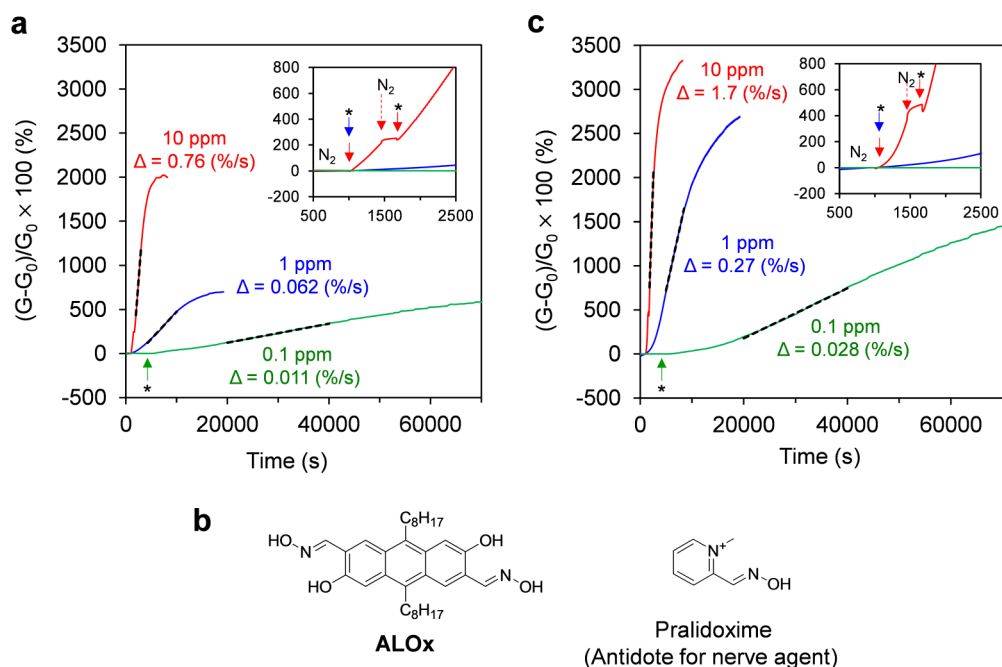 a
3500
3000
2500
2000
1500
1000
500
0
-500
(G-G₀)/G₀ × 100 (%)
0 20000 40000 60000
Time (s)
10 ppm
Δ = 0.76 (%/s)
1 ppm
Δ = 0.062 (%/s)
0.1 ppm
Δ = 0.011 (%/s)
*
800
600
400
200
0
-200
500 1500 2500
N₂
*
N₂
*
c
3500
3000
2500
2000
1500
1000
500
0
-500
(G-G₀)/G₀ × 100 (%)
0 20000 40000 60000
Time (s)
10 ppm
Δ = 1.7 (%/s)
1 ppm
Δ = 0.27 (%/s)
0.1 ppm
Δ = 0.028 (%/s)
*
800
600
400
200
0
-200
500 1500 2500
N₂
*
N₂
*
b
C₈H₁₇
HO
N
OH
HO
N
OH
C₈H₁₇
ALOx
N⁺
N
OH
Pralidoxime
(Antidote for nerve agent)